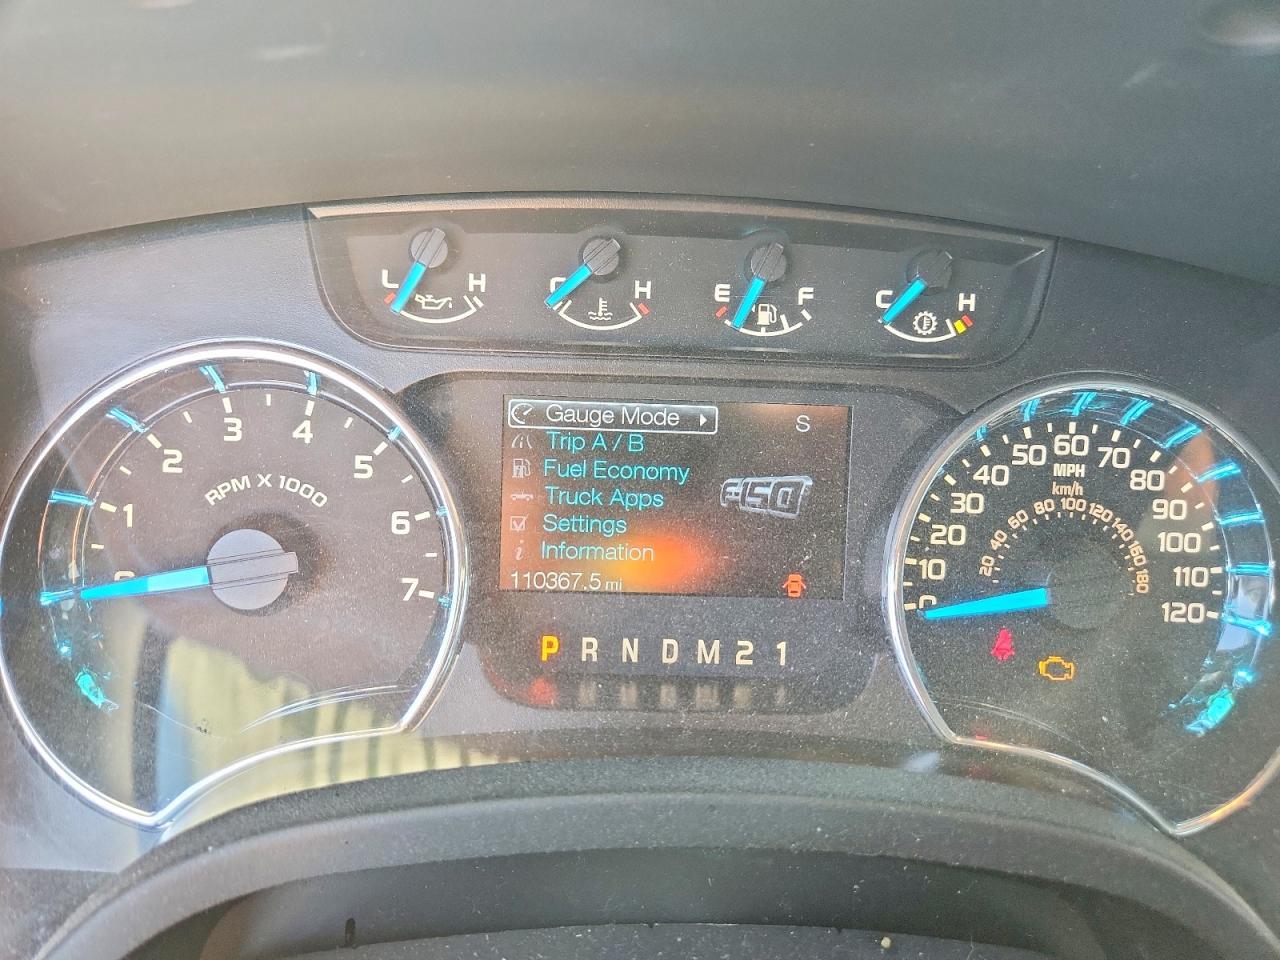 L H
C H
E F
C H
0 1 2 3 4 5 6 7
RPM X 1000
Gauge Mode
S
Trip A / B
Fuel Economy
F-150
Truck Apps
Settings
i Information
110367.5 mi
P R N D M 2 1
0 10 20 30 40 50 60 70 80 90 100 110 120
MPH
km/h
20 40 60 80 100 120 140 160 180